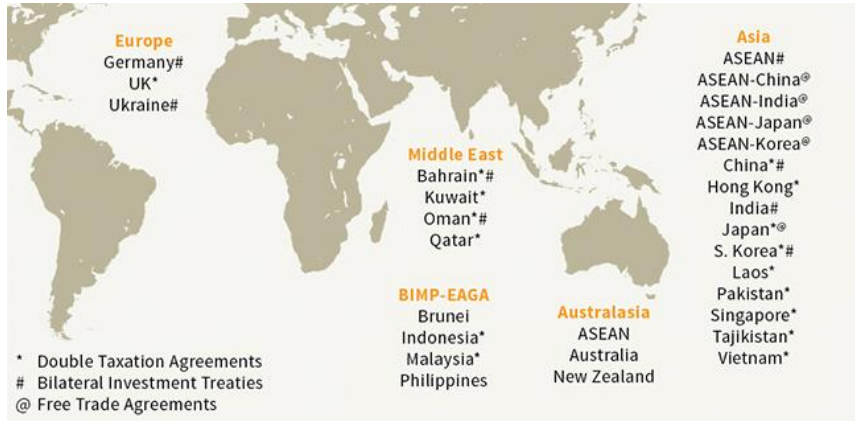 Europe
Germany#
UK*
Ukraine#
Middle East
Bahrain*#
Kuwait*
Oman*#
Qatar*
BIMP-EAGA
Brunei
Indonesia*
Malaysia*
Philippines
Australasia
ASEAN
Australia
New Zealand
Asia
ASEAN#
ASEAN-China@
ASEAN-India@
ASEAN-Japan@
ASEAN-Korea@
China*#
Hong Kong*
India#
Japan*@
S. Korea*#
Laos*
Pakistan*
Singapore*
Tajikistan*
Vietnam*
* Double Taxation Agreements
# Bilateral Investment Treaties
@ Free Trade Agreements